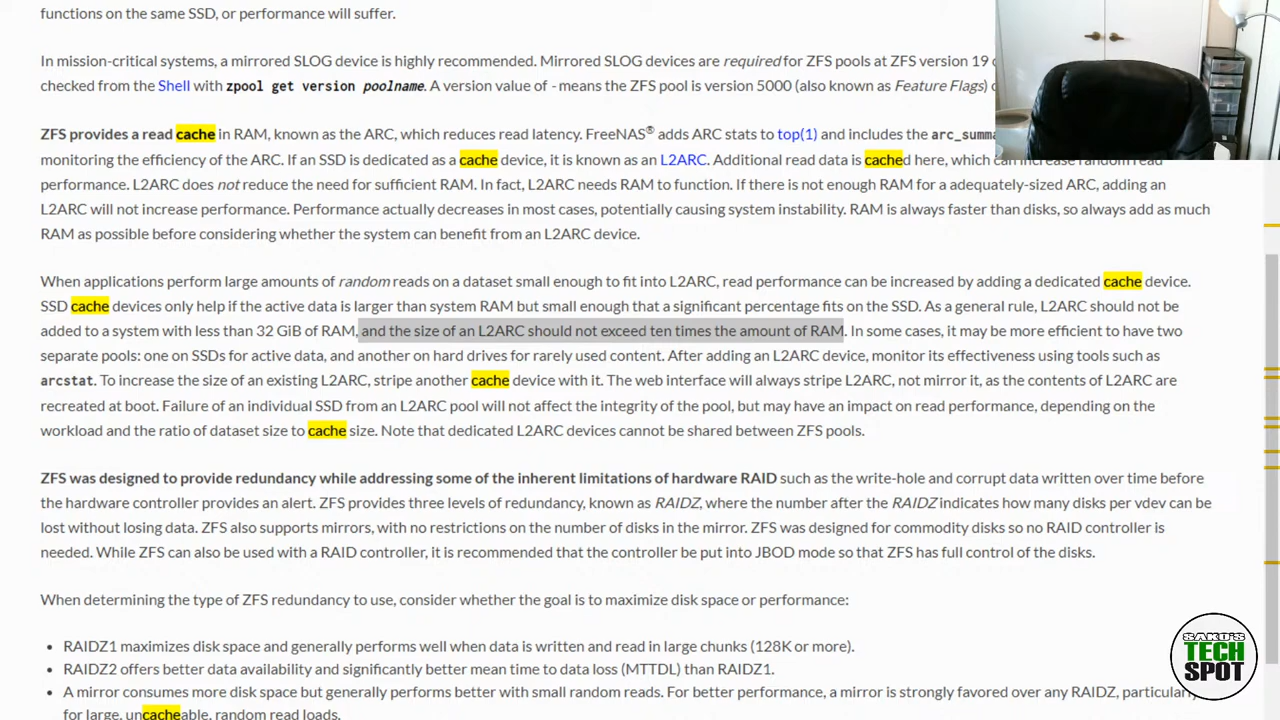 functions on the same SSD, or performance will suffer.
In mission-critical systems, a mirrored SLOG device is highly recommended. Mirrored SLOG devices are required for ZFS pools at ZFS version 19
checked from the Shell with zpool get version poolname. A version value of - means the ZFS pool is version 5000 (also known as Feature Flags)
ZFS provides a read cache in RAM, known as the ARC, which reduces read latency. FreeNAS® adds ARC stats to top(1) and includes the
monitoring the efficiency of the ARC. If an SSD is dedicated as a cache device, it is known as an L2ARC. Additional read data is cached here, which can increase random read
performance. L2ARC does not reduce the need for sufficient RAM. In fact, L2ARC needs RAM to function. If there is not enough RAM for a adequately-sized ARC, adding an
L2ARC will not increase performance. Performance actually decreases in most cases, potentially causing system instability. RAM is always faster than disks, so always add as much
RAM as possible before considering whether the system can benefit from an L2ARC device.
When applications perform large amounts of random reads on a dataset small enough to fit into L2ARC, read performance can be increased by adding a dedicated cache device.
SSD cache devices only help if the active data is larger than system RAM but small enough that a significant percentage fits on the SSD. As a general rule, L2ARC should not be
added to a system with less than 32 GiB of RAM, and the size of an L2ARC should not exceed ten times the amount of RAM. In some cases, it may be more efficient to have two
separate pools: one on SSDs for active data, and another on hard drives for rarely used content. After adding an L2ARC device, monitor its effectiveness using tools such as
arcstat. To increase the size of an existing L2ARC, stripe another cache device with it. The web interface will always stripe L2ARC, not mirror it, as the contents of L2ARC are
recreated at boot. Failure of an individual SSD from an L2ARC pool will not affect the integrity of the pool, but may have an impact on read performance, depending on the
workload and the ratio of dataset size to cache size. Note that dedicated L2ARC devices cannot be shared between ZFS pools.
ZFS was designed to provide redundancy while addressing some of the inherent limitations of hardware RAID such as the write-hole and corrupt data written over time before
the hardware controller provides an alert. ZFS provides three levels of redundancy, known as RAIDZ, where the number after the RAIDZ indicates how many disks per vdev can be
lost without losing data. ZFS also supports mirrors, with no restrictions on the number of disks in the mirror. ZFS was designed for commodity disks so no RAID controller is
needed. While ZFS can also be used with a RAID controller, it is recommended that the controller be put into JBOD mode so that ZFS has full control of the disks.
When determining the type of ZFS redundancy to use, consider whether the goal is to maximize disk space or performance:
• RAIDZ1 maximizes disk space and generally performs well when data is written and read in large chunks (128K or more).
• RAIDZ2 offers better data availability and significantly better mean time to data loss (MTTDL) than RAIDZ1.
• A mirror consumes more disk space but generally performs better with small random reads. For better performance, a mirror is strongly favored over any RAIDZ, particularly
for large, uncacheable, random read loads.
SAKO'S
TECH
SPOT